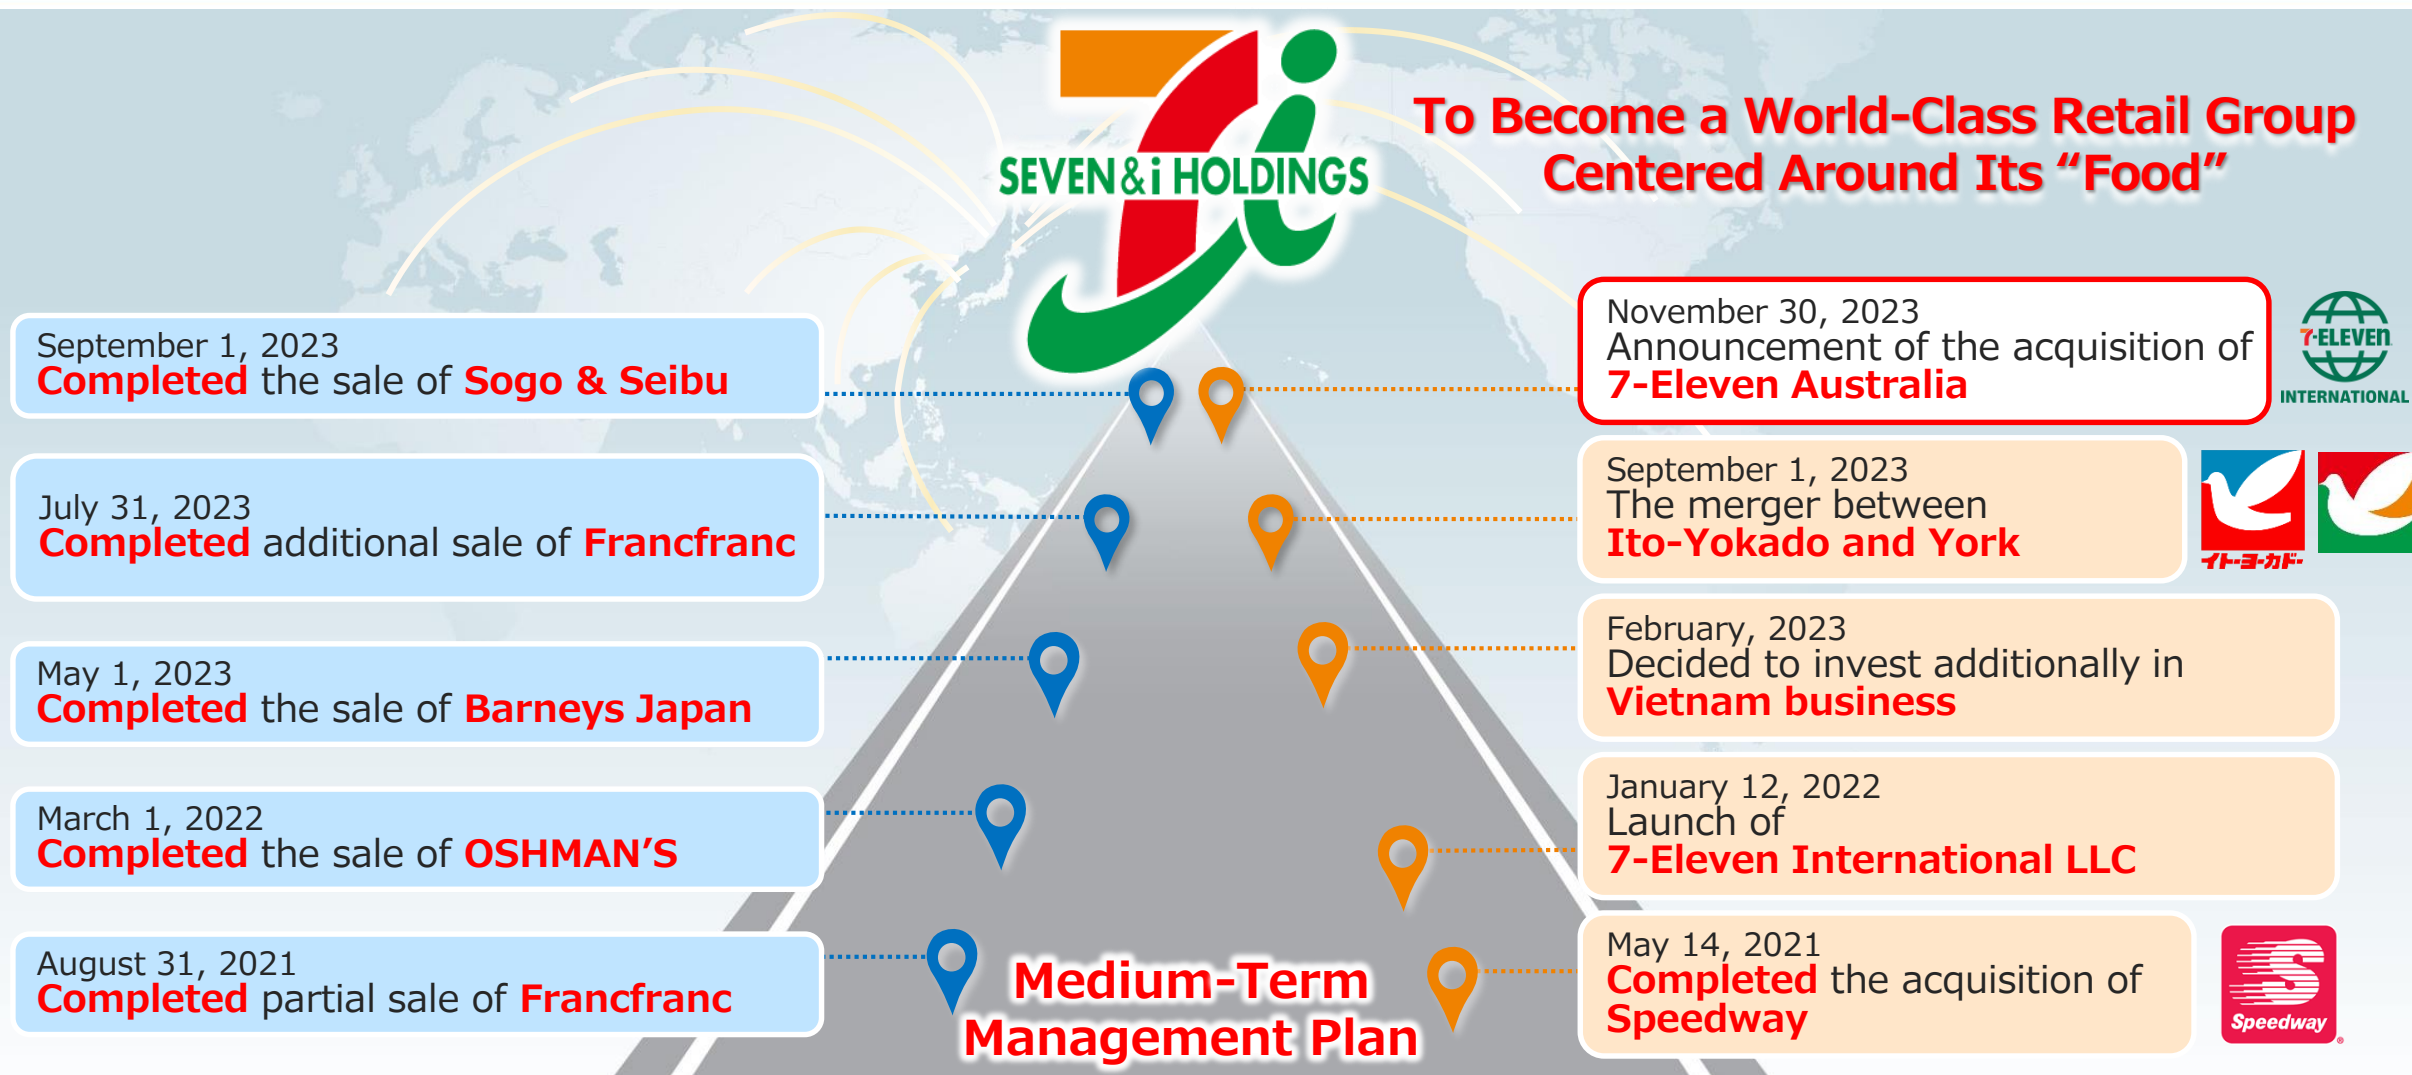 SEVEN&i HOLDINGS
To Become a World-Class Retail Group
Centered Around Its “Food”
September 1, 2023
Completed the sale of Sogo & Seibu
July 31, 2023
Completed additional sale of Francfranc
May 1, 2023
Completed the sale of Barneys Japan
March 1, 2022
Completed the sale of OSHMAN’S
August 31, 2021
Completed partial sale of Francfranc
November 30, 2023
Announcement of the acquisition of
7-Eleven Australia
7-ELEVEn
INTERNATIONAL
September 1, 2023
The merger between
Ito-Yokado and York
イトーヨーカドー
February, 2023
Decided to invest additionally in
Vietnam business
January 12, 2022
Launch of
7-Eleven International LLC
May 14, 2021
Completed the acquisition of
Speedway
Speedway®
Medium-Term
Management Plan